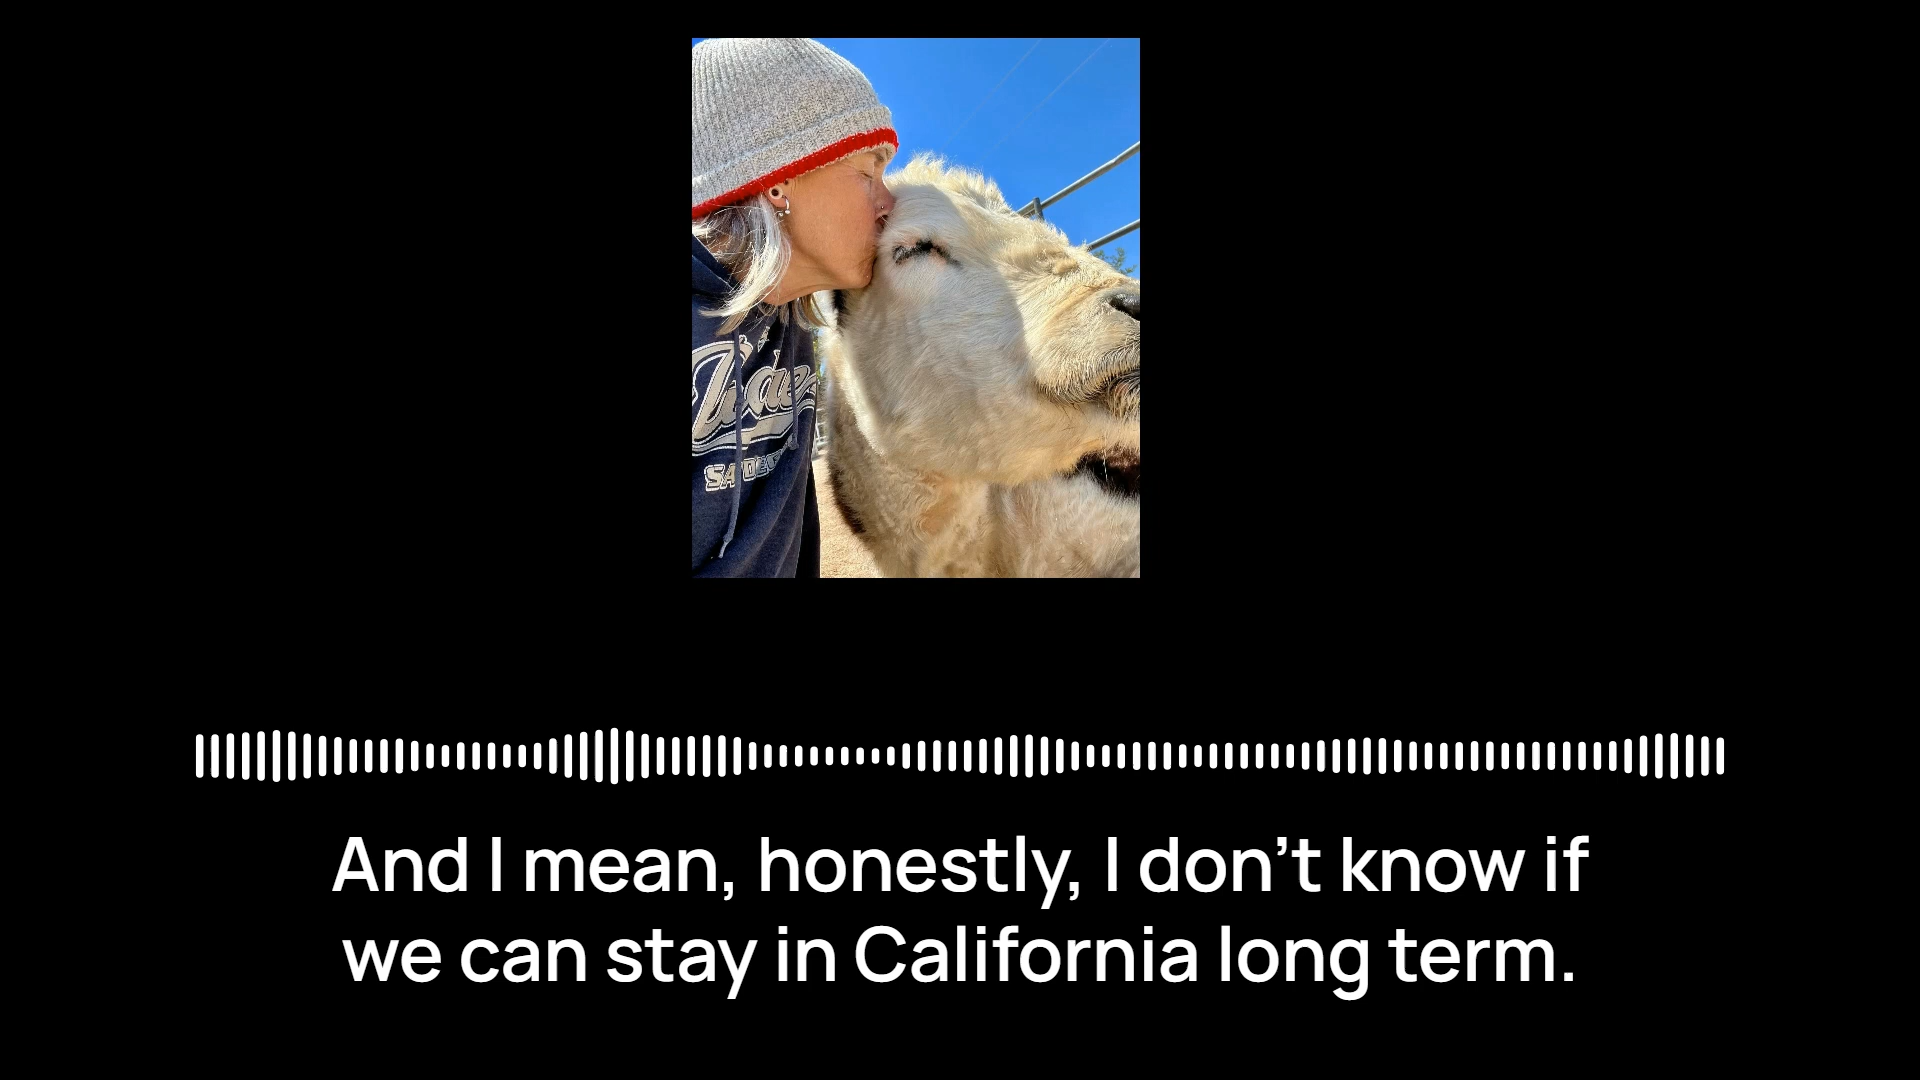 And I mean, honestly, I don't know if
we can stay in California long term.